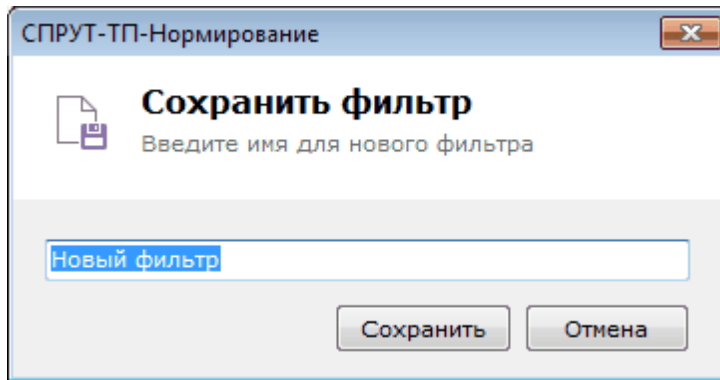 СПРУТ-ТП-Нормирование
Сохранить фильтр
Введите имя для нового фильтра
Новый фильтр
Сохранить Отмена